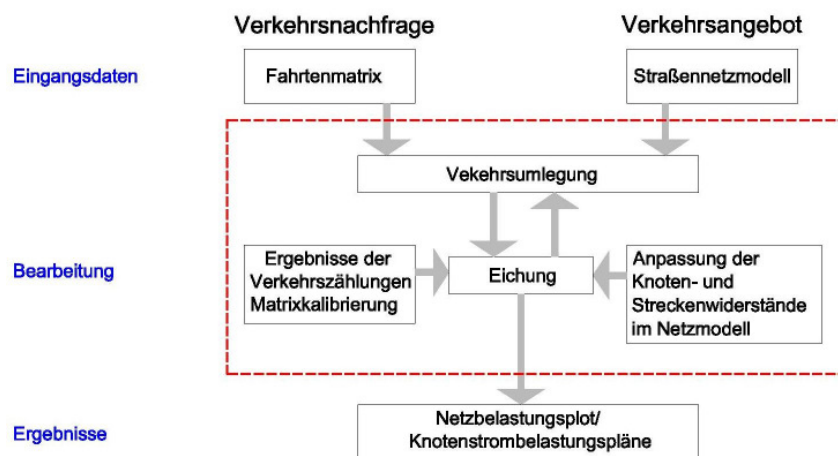 Verkehrsnachfrage
Verkehrsangebot
Eingangsdaten
Fahrtenmatrix
Straßennetzmodell
Vekehrsumlegung
Bearbeitung
Ergebnisse der
Verkehrszählungen
Matrixkalibrierung
Eichung
Anpassung der
Knoten- und
Streckenwiderstände
im Netzmodell
Ergebnisse
Netzbelastungsplot/
Knotenstrombelastungspläne